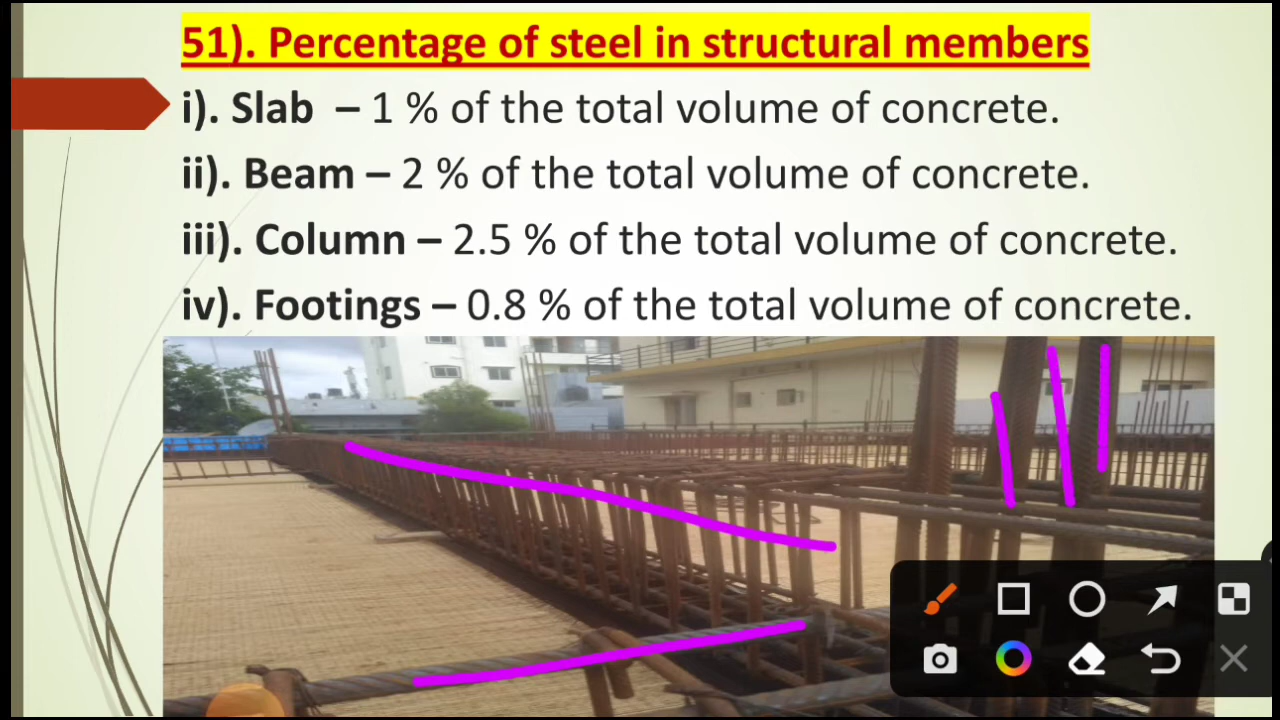 51). Percentage of steel in structural members
i). Slab – 1 % of the total volume of concrete.
ii). Beam – 2 % of the total volume of concrete.
iii). Column – 2.5 % of the total volume of concrete.
iv). Footings – 0.8 % of the total volume of concrete.